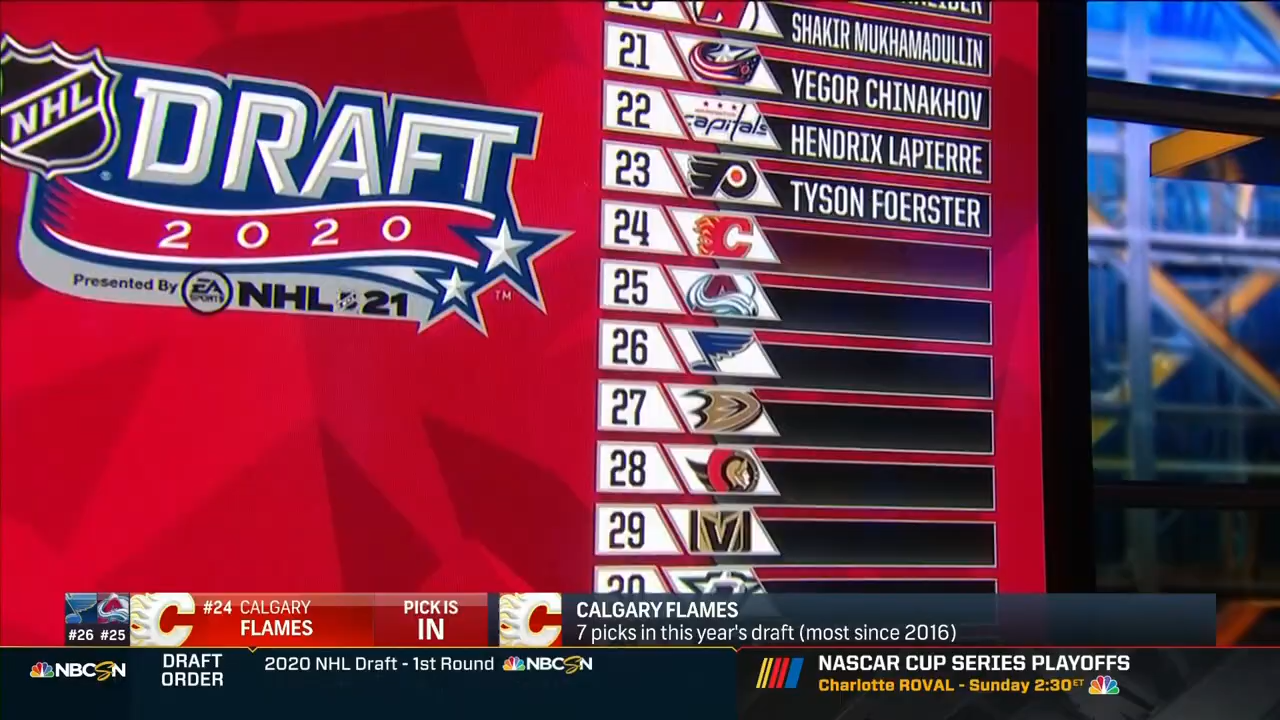 NHL
DRAFT
2020
Presented By EA SPORTS NHL 21
TM
SHAKIR MUKHAMADULLIN
21 YEGOR CHINAKHOV
22 capitals HENDRIX LAPIERRE
23 TYSON FOERSTER
24
25
26
27
28
29
30
#26 #25
#24 CALGARY
FLAMES
PICK IS
IN
CALGARY FLAMES
7 picks in this year's draft (most since 2016)
NBCSN
DRAFT
ORDER
2020 NHL Draft - 1st Round NBCSN
NASCAR CUP SERIES PLAYOFFS
Charlotte ROVAL - Sunday 2:30ET